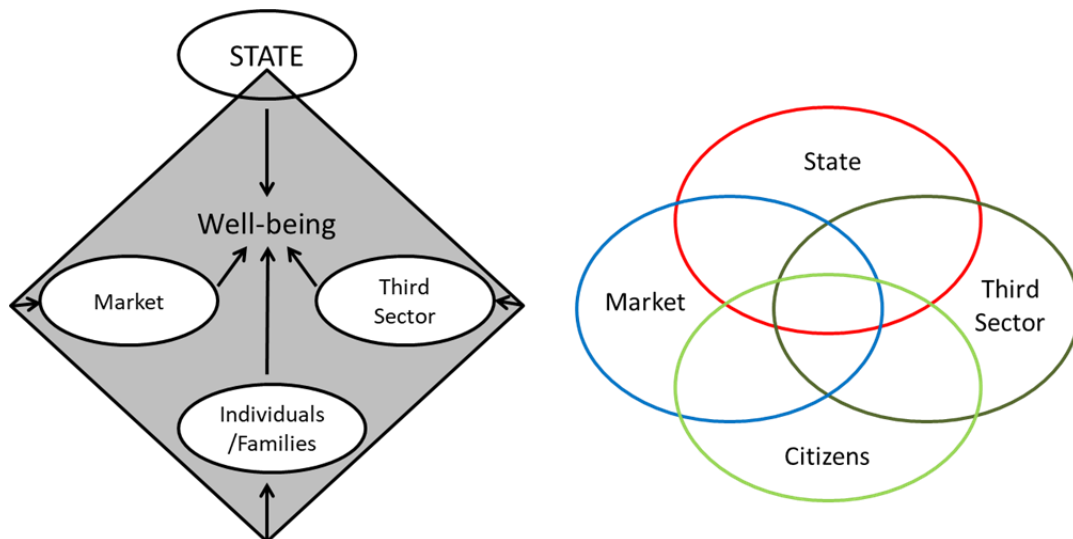 STATE
Well-being
Market
Third
Sector
Individuals
/Families
State
Market
Third
Sector
Citizens